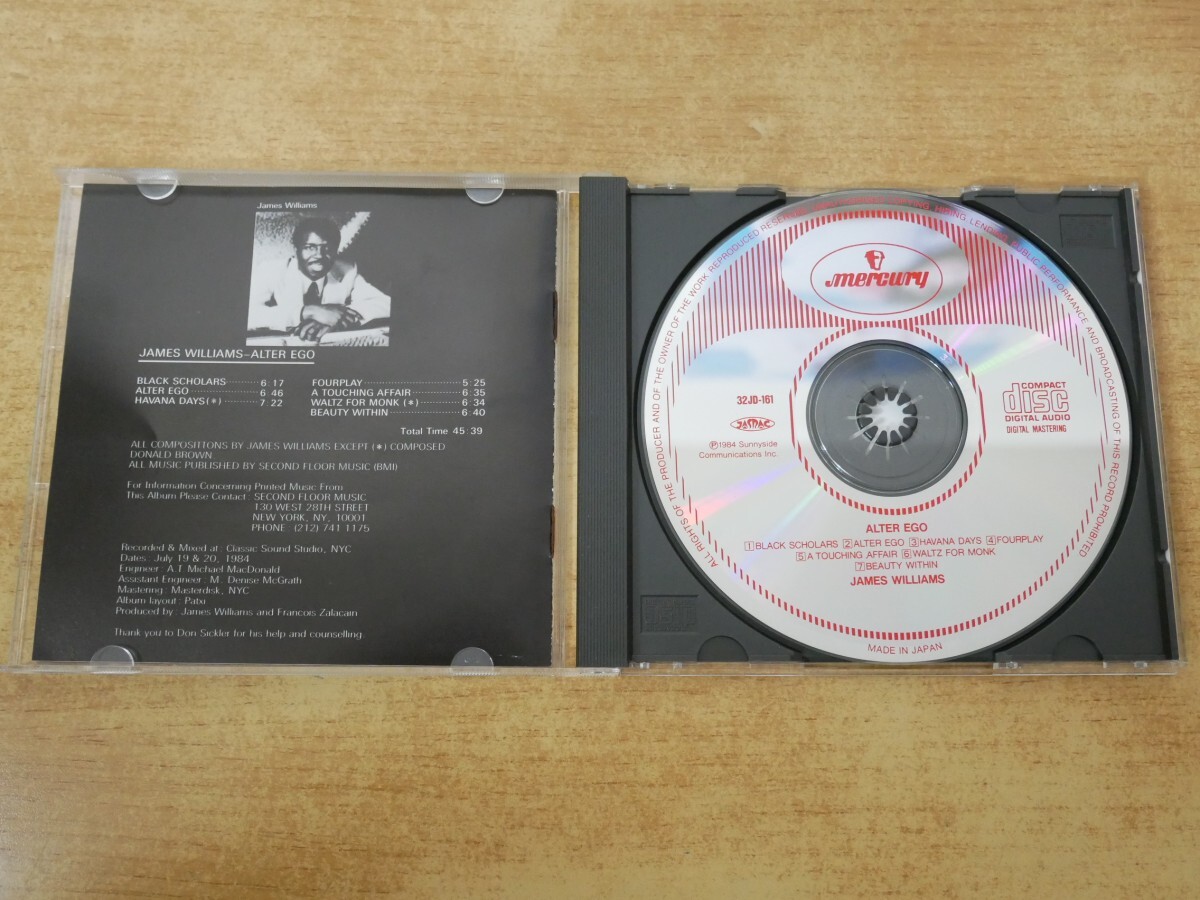 James Williams
JAMES WILLIAMS-ALTER EGO
BLACK SCHOLARS 6:17
ALTER EGO 6:46
HAVANA DAYS(*) 7:22
FOURPLAY 5:25
A TOUCHING AFFAIR 6:35
WALTZ FOR MONK (*) 6:34
BEAUTY WITHIN 6:40
Total Time 45:39
ALL COMPOSITIONS BY JAMES WILLIAMS EXCEPT (*) COMPOSED
DONALD BROWN
ALL MUSIC PUBLISHED BY SECOND FLOOR MUSIC (BMI)
For Information Concerning Printed Music From
This Album Please Contact : SECOND FLOOR MUSIC
130 WEST 28TH STREET
NEW YORK, NY, 10001
PHONE : (212) 741 1175
Recorded & Mixed at : Classic Sound Studio, NYC
Dates : July 19 & 20, 1984
Engineer : A.T. Michael MacDonald
Assistant Engineer : M. Denise McGrath
Mastering : Masterdisk, NYC
Album layout : Patxi
Produced by : James Williams and Francois Zalacain
Thank you to Don Sickler for his help and counselling.
ALL RIGHTS OF THE PRODUCER AND OF THE OWNER OF THE WORK REPRODUCED RESERVED HIRING LENDING PUBLIC PERFORMANCE AND BROADCASTING OF THIS RECORD PROHIBITED
mercury
32JD-161
JASRAC
℗1984 Sunnyside
Communications Inc.
COMPACT
disc
DIGITAL AUDIO
DIGITAL MASTERING
ALTER EGO
1 BLACK SCHOLARS 2 ALTER EGO 3 HAVANA DAYS 4 FOURPLAY
5 A TOUCHING AFFAIR 6 WALTZ FOR MONK
7 BEAUTY WITHIN
JAMES WILLIAMS
MADE IN JAPAN